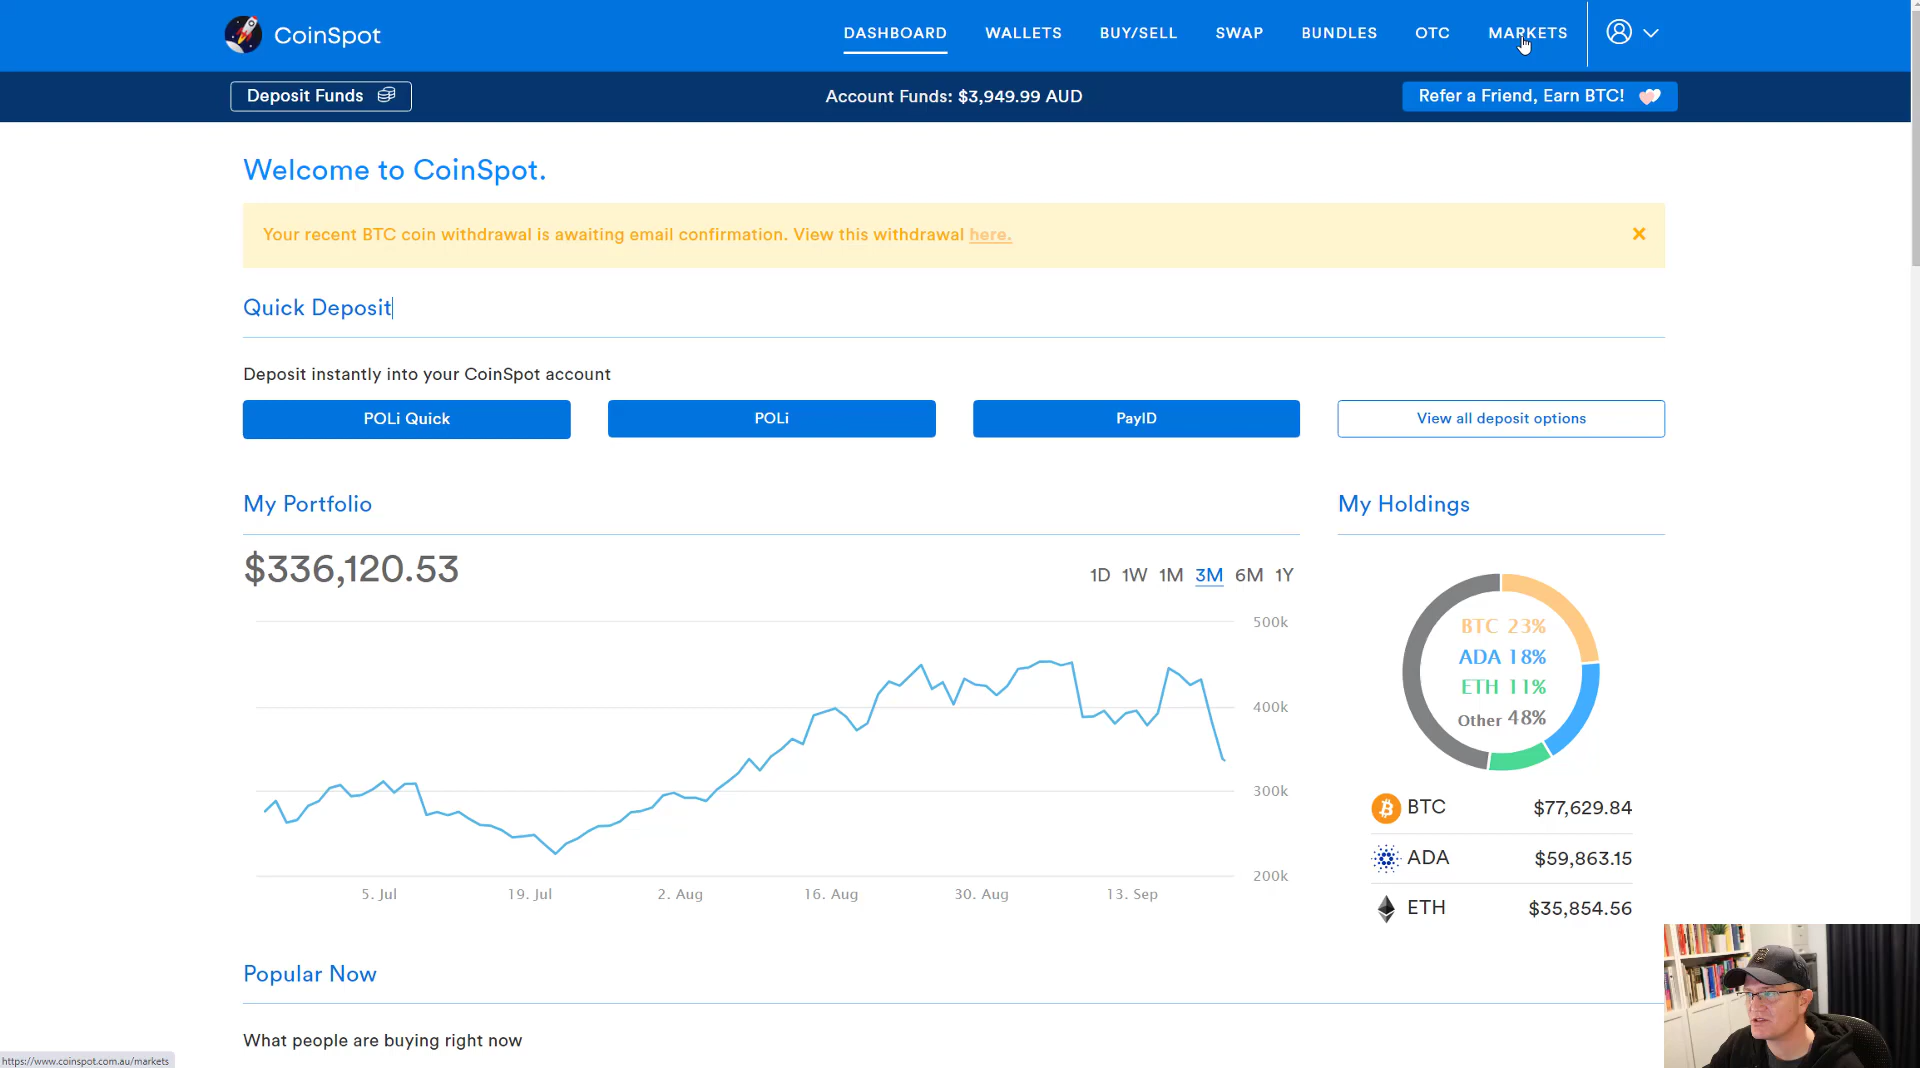 CoinSpot
DASHBOARD
WALLETS
BUY/SELL
SWAP
BUNDLES
OTC
MARKETS
Deposit Funds
Account Funds: $3,949.99 AUD
Refer a Friend, Earn BTC!
Welcome to CoinSpot.
Your recent BTC coin withdrawal is awaiting email confirmation. View this withdrawal here.
Quick Deposit
Deposit instantly into your CoinSpot account
POLi Quick
POLi
PayID
View all deposit options
My Portfolio
$336,120.53
1D 1W 1M 3M 6M 1Y
500k
400k
300k
200k
5. Jul
19. Jul
2. Aug
16. Aug
30. Aug
13. Sep
My Holdings
BTC 23%
ADA 18%
ETH 11%
Other 48%
BTC $77,629.84
ADA $59,863.15
ETH $35,854.56
Popular Now
What people are buying right now
https://www.coinspot.com.au/markets